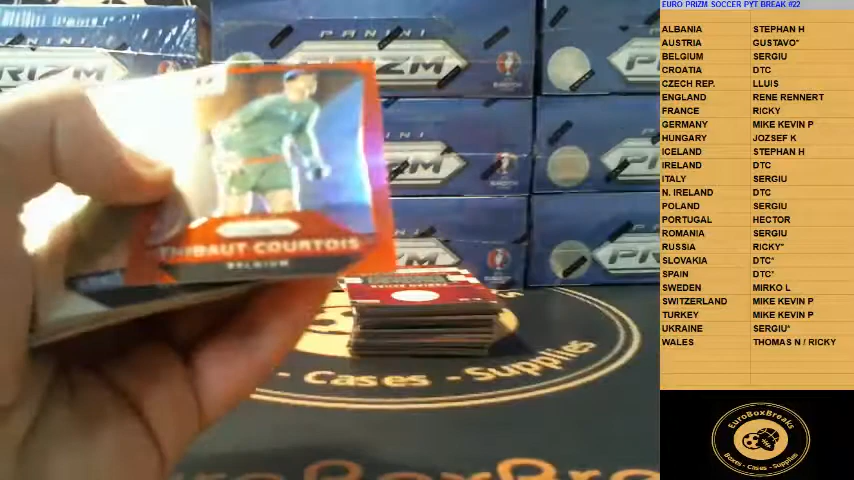 EURO PRIZM SOCCER PYT BREAK #22
ALBANIA STEPHAN H
AUSTRIA GUSTAVO*
BELGIUM SERGIU
CROATIA DTC
CZECH REP. LLUIS
ENGLAND RENE RENNERT
FRANCE RICKY
GERMANY MIKE KEVIN P
HUNGARY JOZSEF K
ICELAND STEPHAN H
IRELAND DTC
ITALY SERGIU
N. IRELAND DTC
POLAND SERGIU
PORTUGAL HECTOR
ROMANIA SERGIU
RUSSIA RICKY*
SLOVAKIA DTC*
SPAIN DTC*
SWEDEN MIRKO L
SWITZERLAND MIKE KEVIN P
TURKEY MIKE KEVIN P
UKRAINE SERGIU*
WALES THOMAS N / RICKY
EuroBoxBreaks
Boxes - Cases - Supplies
PANINI
PRIZM
THIBAUT COURTOIS
BELGIUM
- Cases - Supplies
EuroBoxBreaks